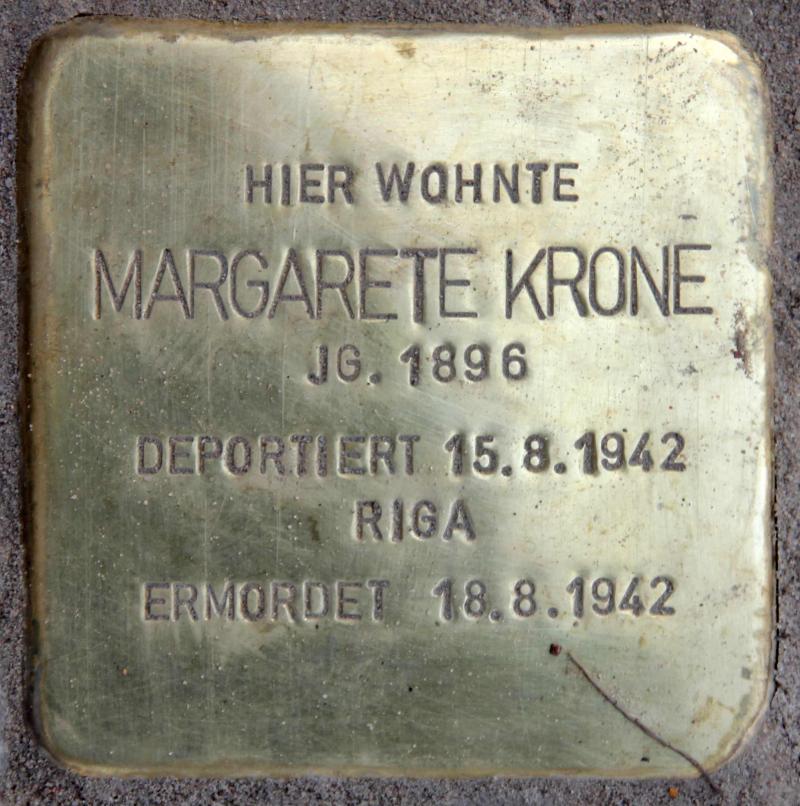 HIER WOHNTE
MARGARETE KRONE
JG. 1896
DEPORTIERT 15.8.1942
RIGA
ERMORDET 18.8.1942